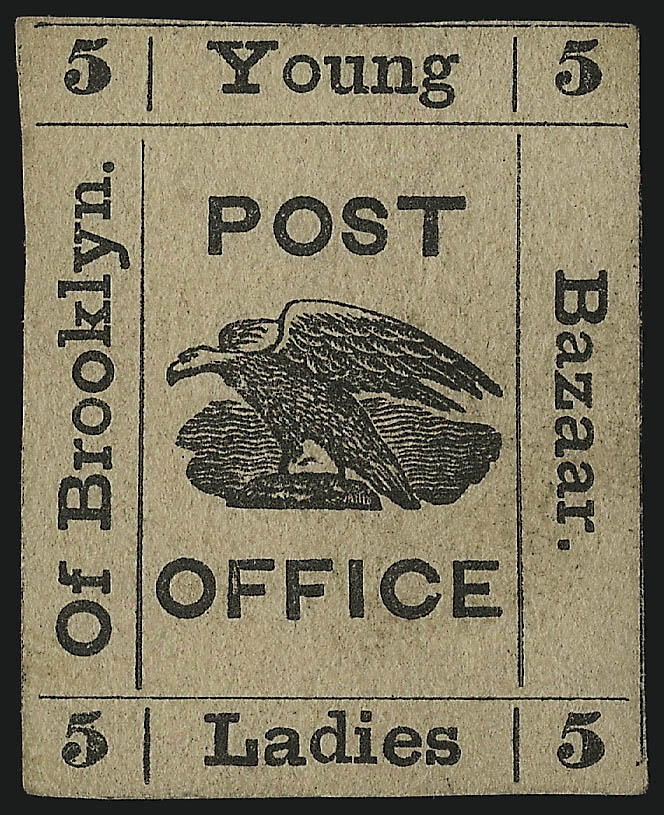 5 Young 5
Of Brooklyn.
POST
OFFICE
Bazaar.
5 Ladies 5